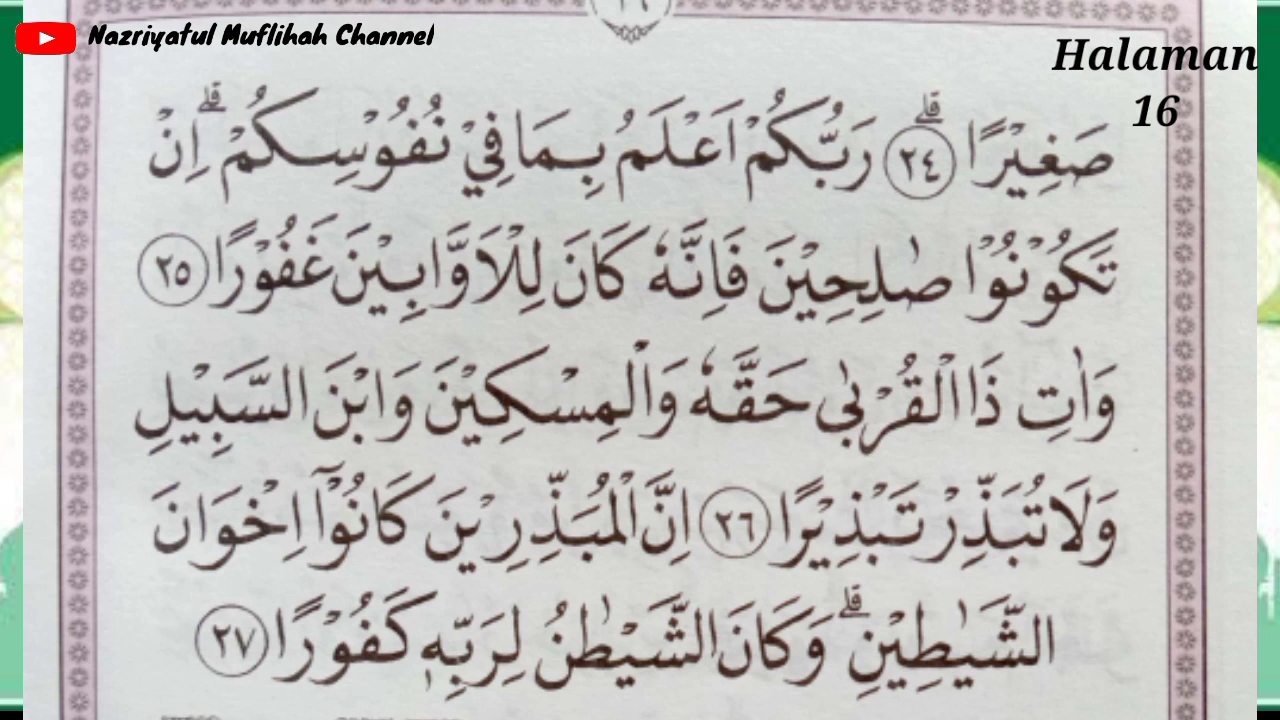 Nazriyatul Muflihah Channel
Halaman
16
١٦
صَغِيْرًاۗ ﴿٢٤﴾ رَبُّكُمْ اَعْلَمُ بِمَا فِيْ نُفُوْسِكُمْۗ اِنْ
تَكُوْنُوْا صٰلِحِيْنَ فَاِنَّهٗ كَانَ لِلْاَوَّابِيْنَ غَفُوْرًا ﴿٢٥﴾
وَاٰتِ ذَا الْقُرْبٰى حَقَّهٗ وَالْمِسْكِيْنَ وَابْنَ السَّبِيْلِ
وَلَا تُبَذِّرْ تَبْذِيْرًا ﴿٢٦﴾ اِنَّ الْمُبَذِّرِيْنَ كَانُوْٓا اِخْوَانَ
الشَّيٰطِيْنِۗ وَكَانَ الشَّيْطٰنُ لِرَبِّهٖ كَفُوْرًا ﴿٢٧﴾